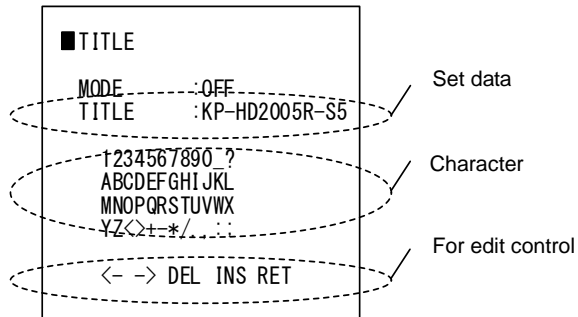 ■TITLE
MODE :OFF
TITLE :KP-HD2005R-S5
Set data
1234567890_?
ABCDEFGHIJKL
MNOPQRSTUVWX
YZ<>+-*/.,:;
Character
<- -> DEL INS RET
For edit control